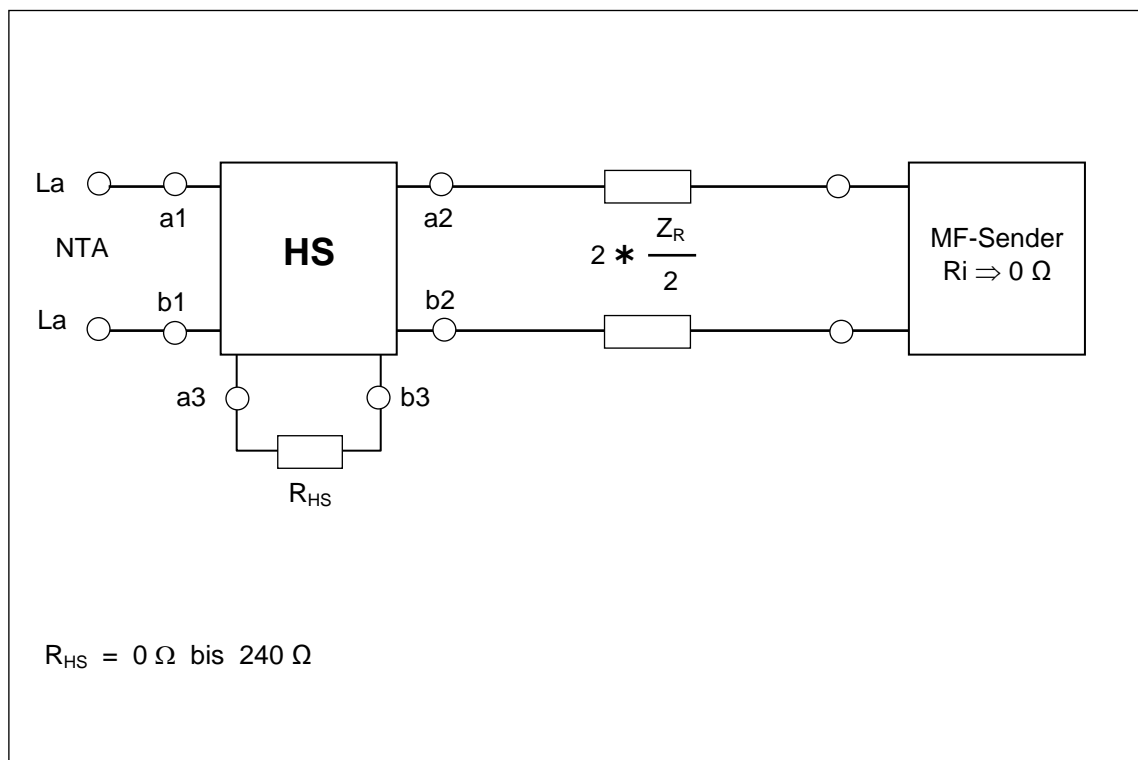 La
a1
a2
NTA
HS
Z_R
2 * ―
2
MF-Sender
Ri ⇒ 0 Ω
La
b1
b2
a3
b3
R_HS
R_HS = 0 Ω bis 240 Ω